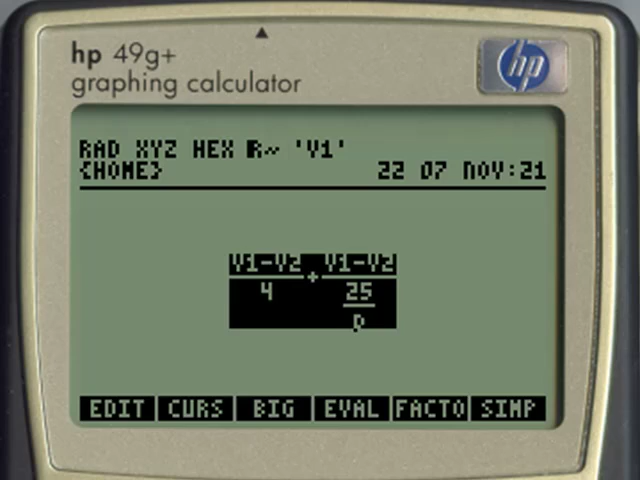 hp 49g+
hp
graphing calculator
RAD XYZ HEX R~ 'V1'
{HOME} 22 07 NOV:21
V1-V2 + V1-V2
4 25
p
EDIT CURS BIG EVAL FACTO SIMP